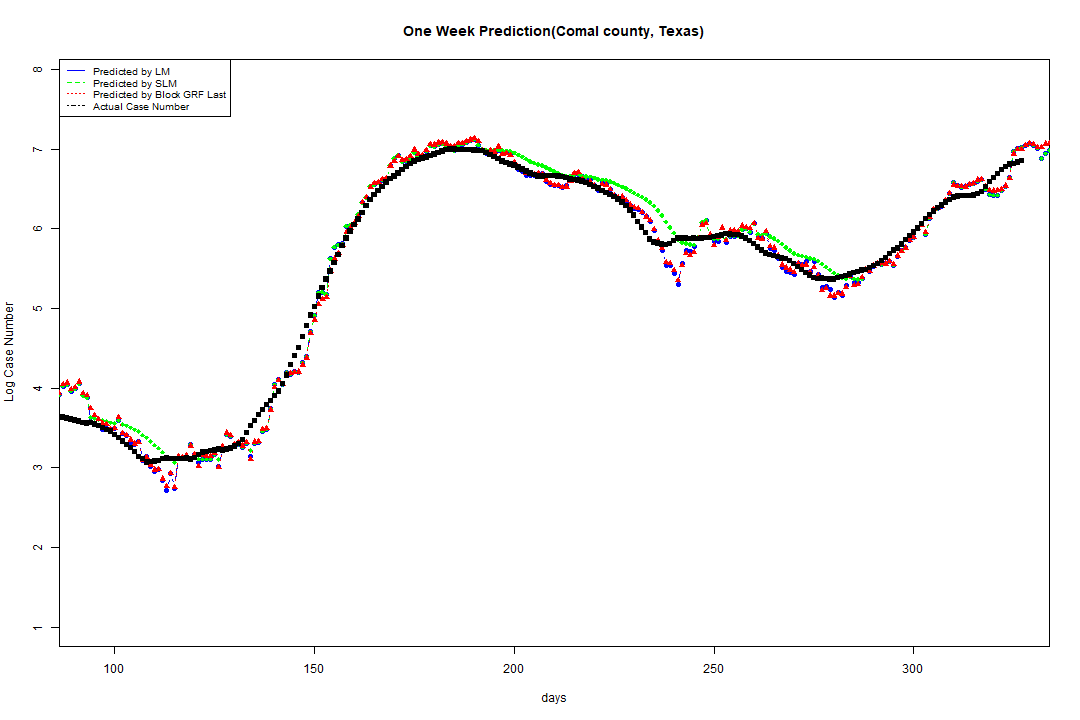 One Week Prediction(Comal county, Texas)
Predicted by LM
Predicted by SLM
Predicted by Block GRF Last
Actual Case Number
Log Case Number
8
7
6
5
4
3
2
1
100 150 200 250 300
days